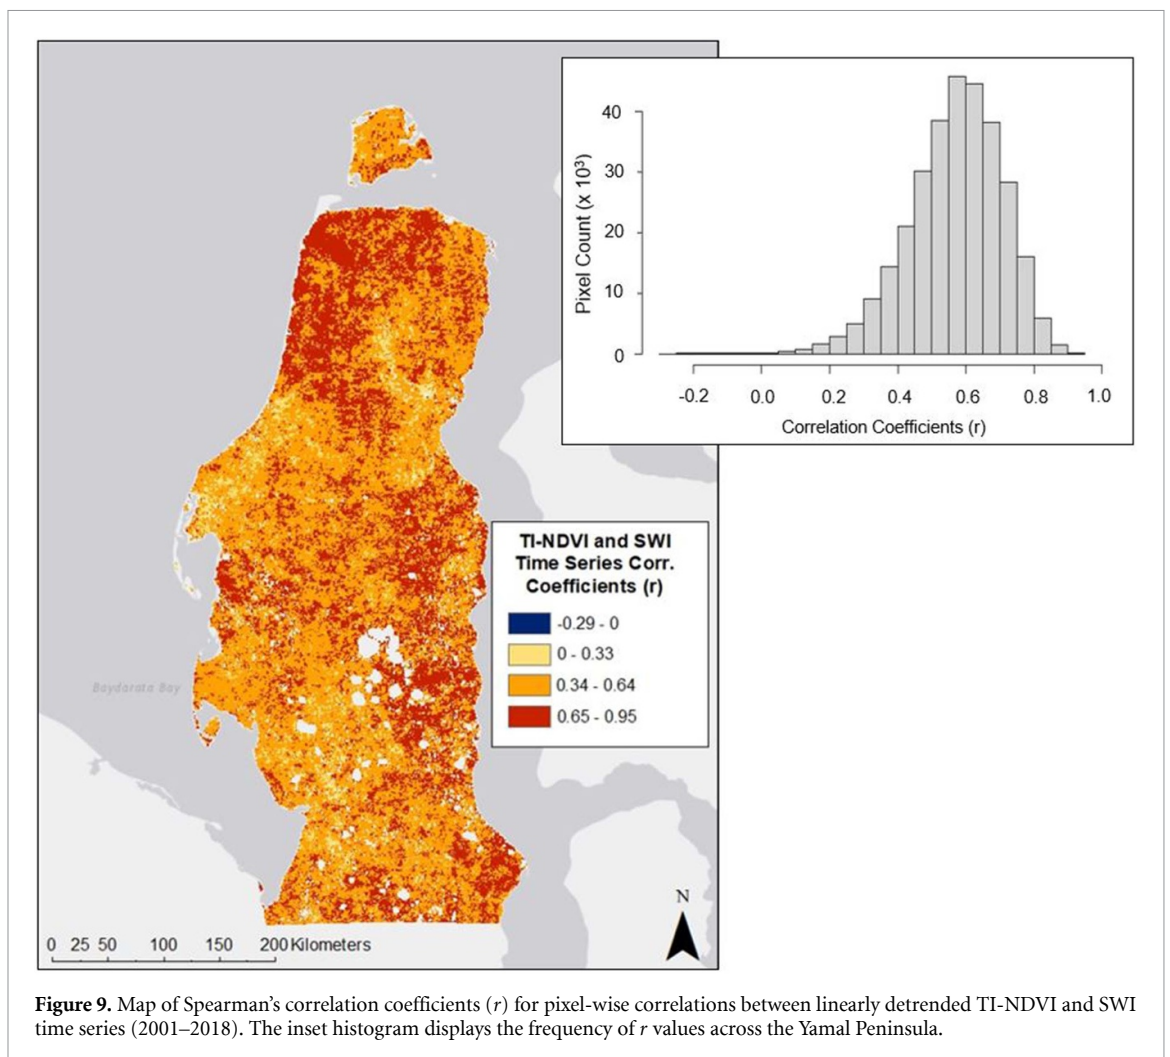 40
30
20
10
0
Pixel Count (x 10³)
-0.2 0.0 0.2 0.4 0.6 0.8 1.0
Correlation Coefficients (r)
TI-NDVI and SWI
Time Series Corr.
Coefficients (r)
-0.29 - 0
0 - 0.33
0.34 - 0.64
0.65 - 0.95
Baydarata Bay
N
0 25 50 100 150 200 Kilometers
Figure 9. Map of Spearman's correlation coefficients (r) for pixel-wise correlations between linearly detrended TI-NDVI and SWI
time series (2001–2018). The inset histogram displays the frequency of r values across the Yamal Peninsula.